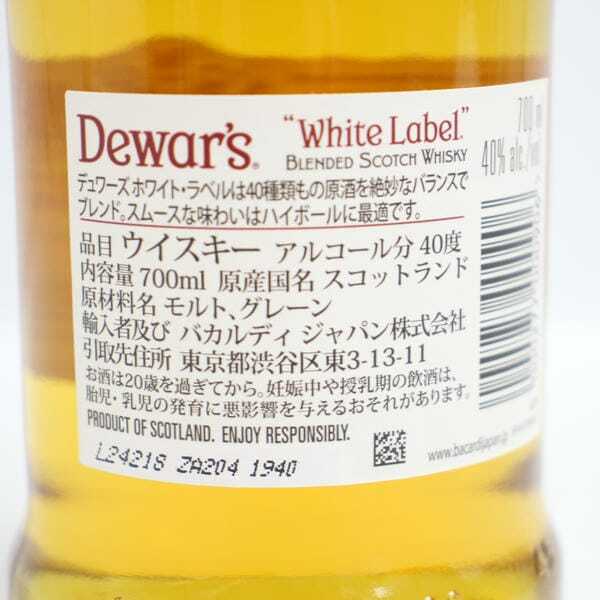 Dewar's® "White Label"
BLENDED SCOTCH WHISKY
デュワーズ ホワイト・ラベルは40種類もの原酒を絶妙なバランスで
ブレンド。スムースな味わいはハイボールに最適です。
品目 ウイスキー アルコール分 40度
内容量 700ml 原産国名 スコットランド
原材料名 モルト、グレーン
輸入者及び バカルディ ジャパン株式会社
引取先住所 東京都渋谷区東3-13-11
お酒は20歳を過ぎてから。妊娠中や授乳期の飲酒は、
胎児・乳児の発育に悪影響を与えるおそれがあります。
PRODUCT OF SCOTLAND. ENJOY RESPONSIBLY.
L24218 ZA204 1940
700 ml
40% alc./vol.
www.bacardijapan.jp